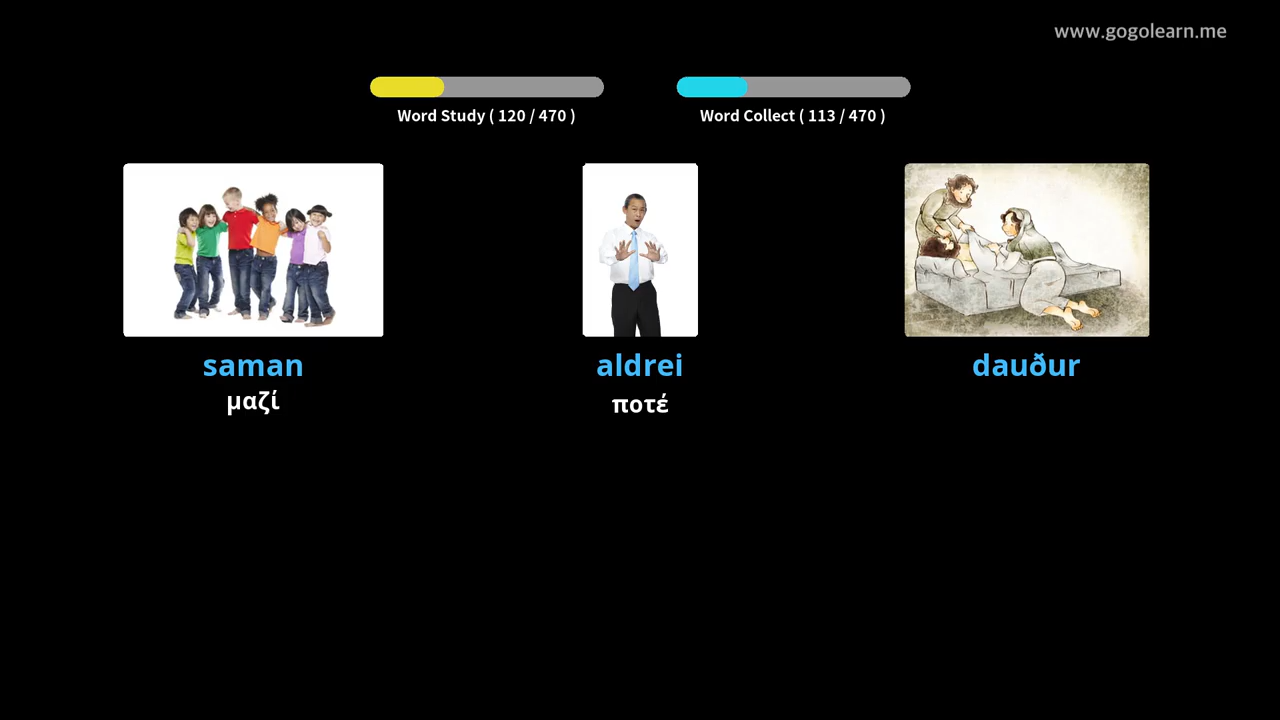 www.gogolearn.me
Word Study ( 120 / 470 )
Word Collect ( 113 / 470 )
saman
μαζί
aldrei
ποτέ
dauður